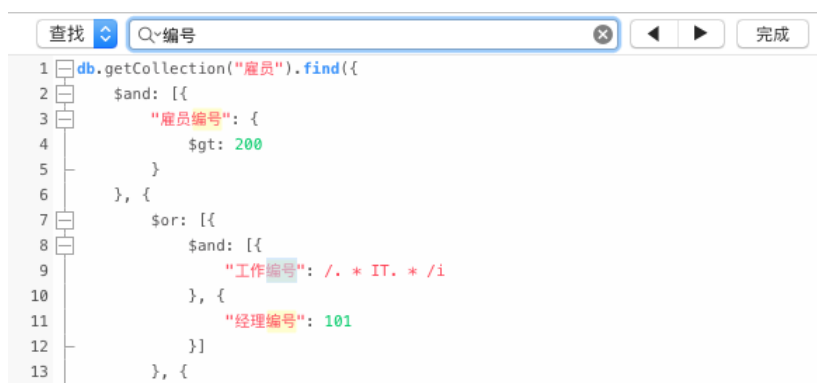 查找 编号 完成
1 db.getCollection("雇员").find({
2 $and: [{
3 "雇员编号": {
4 $gt: 200
5 }
6 }, {
7 $or: [{
8 $and: [{
9 "工作编号": /. * IT. * /i
10 }, {
11 "经理编号": 101
12 }]
13 }, {